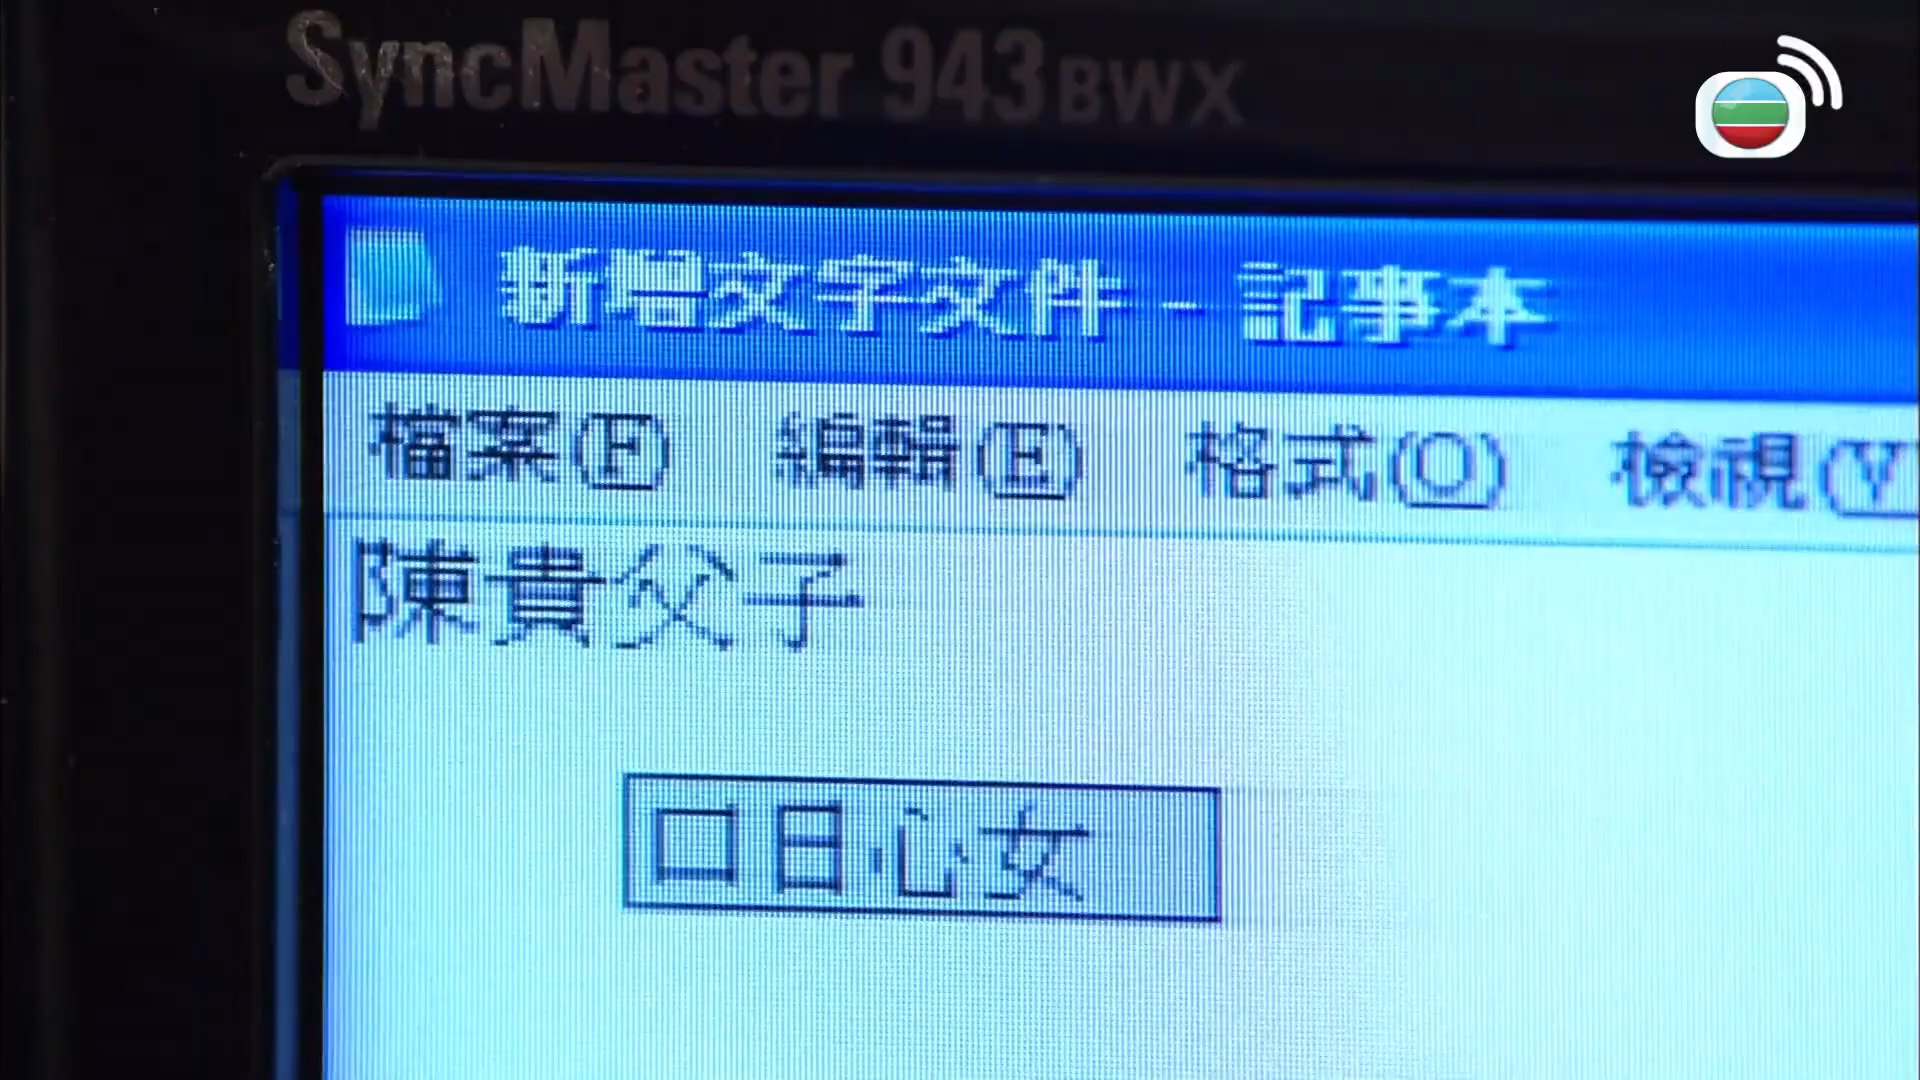 SyncMaster 943BWX
新增文字文件 - 記事本
檔案(F) 編輯(E) 格式(O) 檢視(V
陳貴父子
口日心女